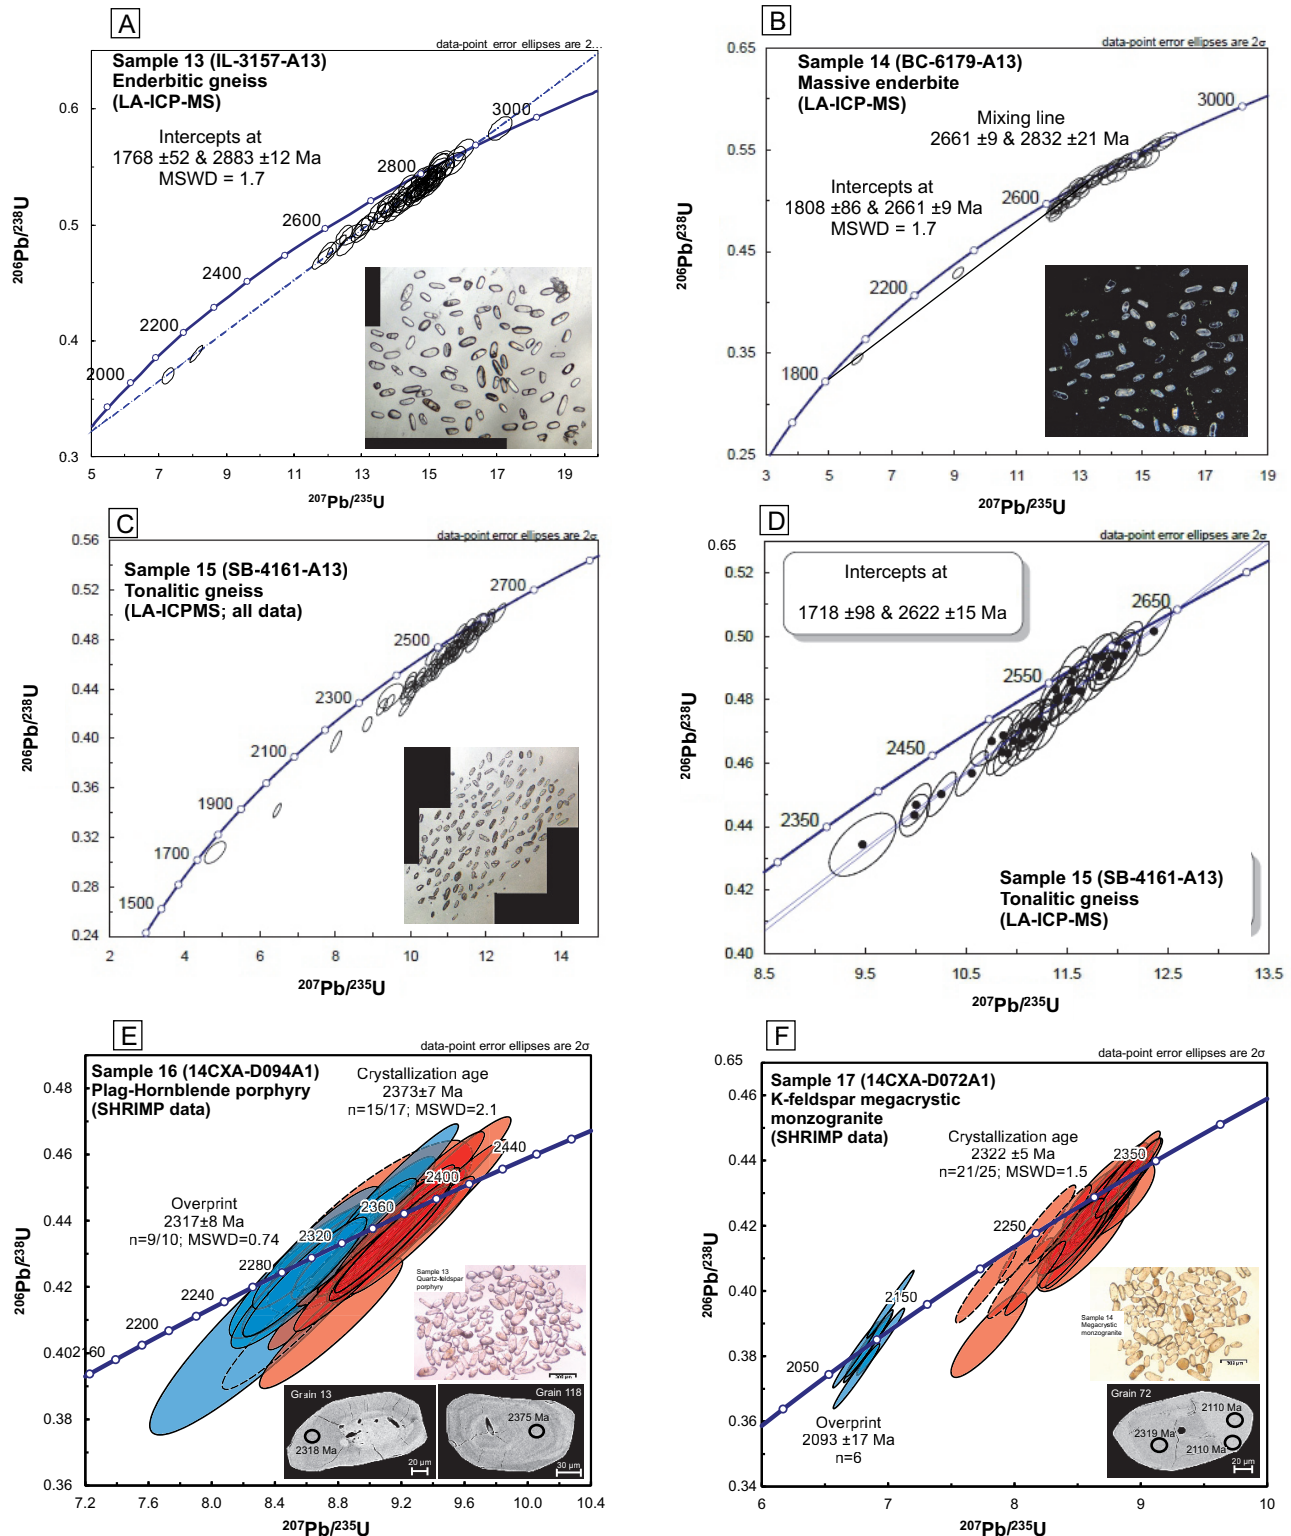 A
data-point error ellipses are 2...
Sample 13 (IL-3157-A13)
Enderbitic gneiss
(LA-ICP-MS)
Intercepts at
1768 ±52 & 2883 ±12 Ma
MSWD = 1.7
3000
2800
2600
2400
2200
2000
0.6
0.5
0.4
0.3
5
7
9
11
13
15
17
19
206Pb/238U
207Pb/235U
B
data-point error ellipses are 2σ
Sample 14 (BC-6179-A13)
Massive enderbite
(LA-ICP-MS)
Mixing line
2661 ±9 & 2832 ±21 Ma
Intercepts at
1808 ±86 & 2661 ±9 Ma
MSWD = 1.7
3000
2600
2200
1800
0.65
0.55
0.45
0.35
0.25
3
5
7
9
11
13
15
17
19
206Pb/238U
207Pb/235U
C
data-point error ellipses are 2σ
Sample 15 (SB-4161-A13)
Tonalitic gneiss
(LA-ICPMS; all data)
2700
2500
2300
2100
1900
1700
1500
0.56
0.52
0.48
0.44
0.40
0.36
0.32
0.28
0.24
2
4
6
8
10
12
14
206Pb/238U
207Pb/235U
D
data-point error ellipses are 2σ
0.65
Intercepts at
1718 ±98 & 2622 ±15 Ma
2650
2550
2450
2350
Sample 15 (SB-4161-A13)
Tonalitic gneiss
(LA-ICP-MS)
0.52
0.50
0.48
0.46
0.44
0.42
0.40
8.5
9.5
10.5
11.5
12.5
13.5
206Pb/238U
207Pb/235U
E
data-point error ellipses are 2σ
Sample 16 (14CXA-D094A1)
Plag-Hornblende porphyry
(SHRIMP data)
Crystallization age
2373±7 Ma
n=15/17; MSWD=2.1
Overprint
2317±8 Ma
n=9/10; MSWD=0.74
2440
2400
2360
2320
2280
2240
2200
2160
0.48
0.46
0.44
0.42
0.40
0.38
0.36
7.2
7.6
8.0
8.4
8.8
9.2
9.6
10.0
10.4
206Pb/238U
207Pb/235U
Sample 13
Quartz-feldspar
porphyry
300 µm
Grain 13
2318 Ma
20 µm
Grain 118
2375 Ma
30 µm
F
data-point error ellipses are 2σ
0.65
Sample 17 (14CXA-D072A1)
K-feldspar megacrystic
monzogranite
(SHRIMP data)
Crystallization age
2322 ±5 Ma
n=21/25; MSWD=1.5
2350
2250
2150
2050
Overprint
2093 ±17 Ma
n=6
0.46
0.44
0.42
0.40
0.38
0.36
0.34
6
7
8
9
10
206Pb/238U
207Pb/235U
Sample 14
Megacrystic
monzogranite
Grain 72
2110 Ma
2319 Ma
2110 Ma
20 µm